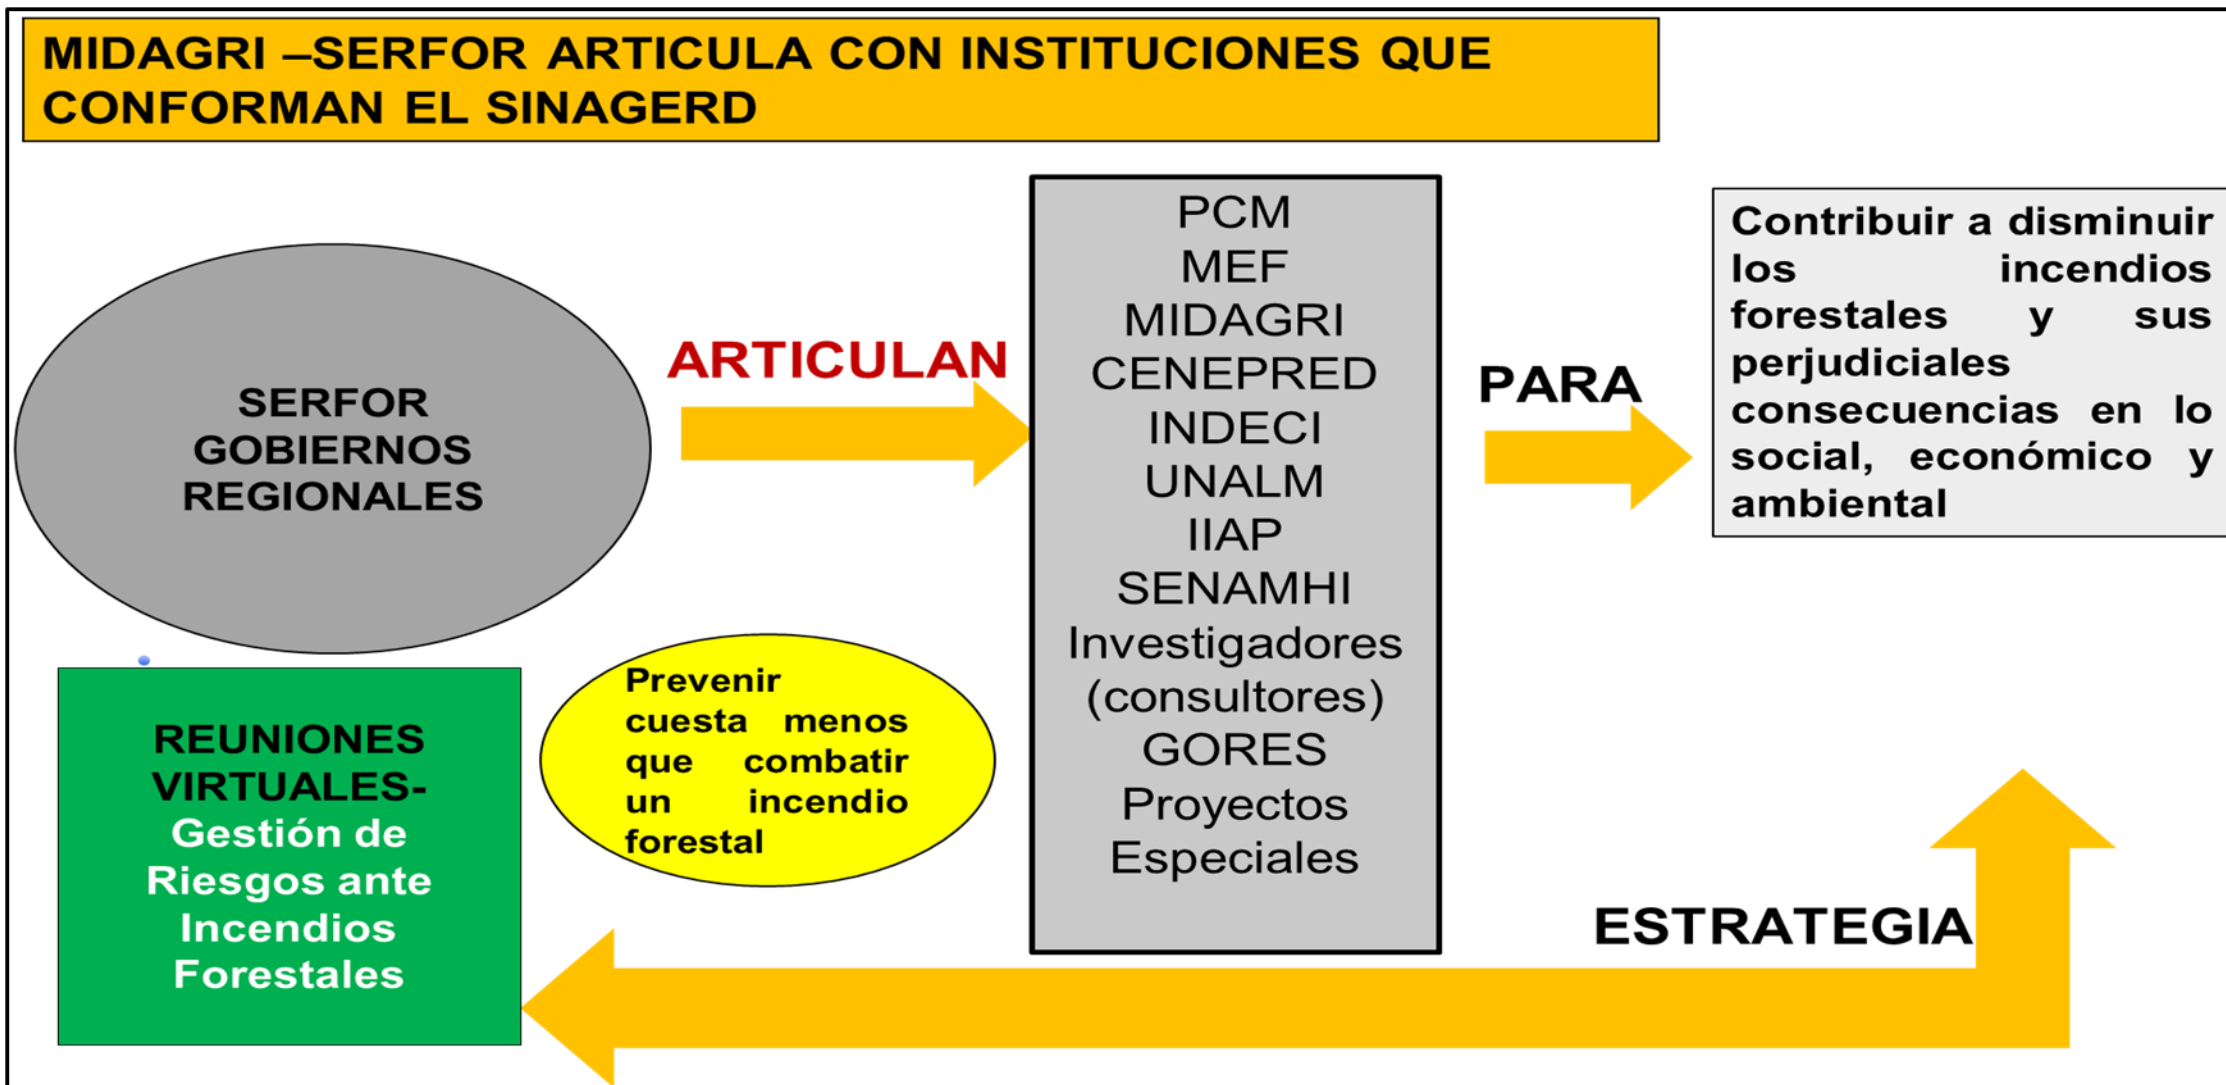 MIDAGRI –SERFOR ARTICULA CON INSTITUCIONES QUE
CONFORMAN EL SINAGERD
SERFOR
GOBIERNOS
REGIONALES
ARTICULAN
PCM
MEF
MIDAGRI
CENEPRED
INDECI
UNALM
IIAP
SENAMHI
Investigadores
(consultores)
GORES
Proyectos
Especiales
PARA
Contribuir a disminuir
los incendios
forestales y sus
perjudiciales
consecuencias en lo
social, económico y
ambiental
REUNIONES
VIRTUALES-
Gestión de
Riesgos ante
Incendios
Forestales
Prevenir
cuesta menos
que combatir
un incendio
forestal
ESTRATEGIA